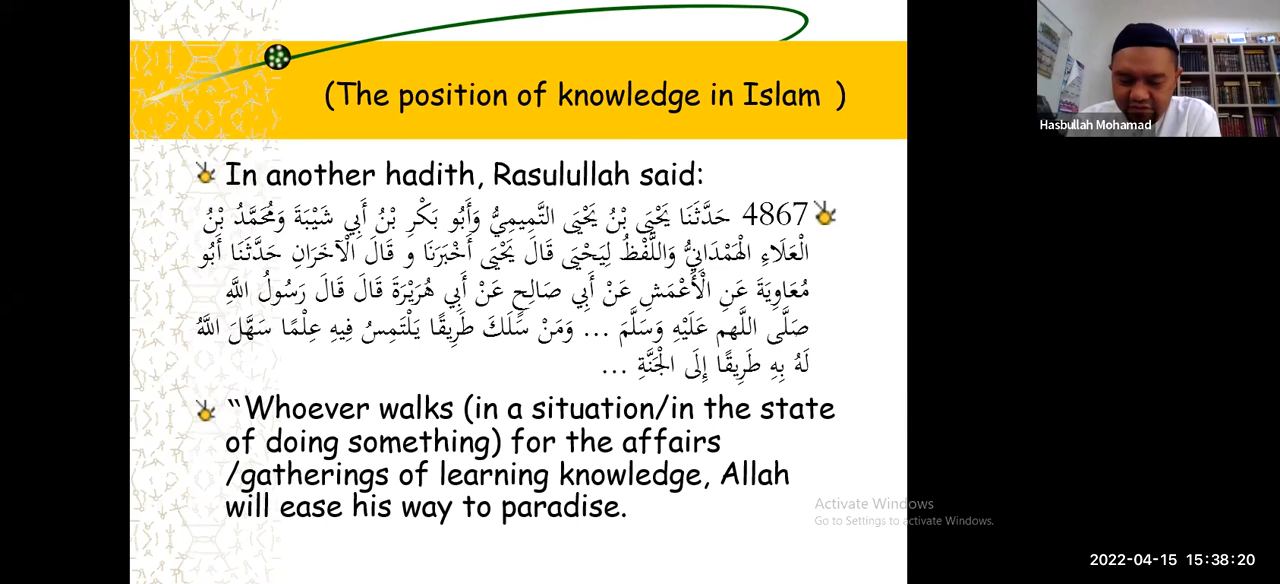 (The position of knowledge in Islam )
In another hadith, Rasulullah said:
4867 حَدَّثَنَا يَحْيَى بْنُ يَحْيَى التَّمِيمِيُّ وَأَبُو بَكْرِ بْنُ أَبِي شَيْبَةَ وَمُحَمَّدُ بْنُ
الْعَلَاءِ الْهَمْدَانِيُّ وَاللَّفْظُ لِيَحْيَى قَالَ يَحْيَى أَخْبَرَنَا و قَالَ الْآخَرَانِ حَدَّثَنَا أَبُو
مُعَاوِيَةَ عَنِ الْأَعْمَشِ عَنْ أَبِي صَالِحٍ عَنْ أَبِي هُرَيْرَةَ قَالَ قَالَ رَسُولُ اللَّهِ
صَلَّى اللَّهم عَلَيْهِ وَسَلَّمَ ... وَمَنْ سَلَكَ طَرِيقًا يَلْتَمِسُ فِيهِ عِلْمًا سَهَّلَ اللَّهُ
لَهُ بِهِ طَرِيقًا إِلَى الْجَنَّةِ ...
“Whoever walks (in a situation/in the state
of doing something) for the affairs
/gatherings of learning knowledge, Allah
will ease his way to paradise.
Hasbullah Mohamad
Activate Windows
Go to Settings to activate Windows.
2022-04-15 15:38:20